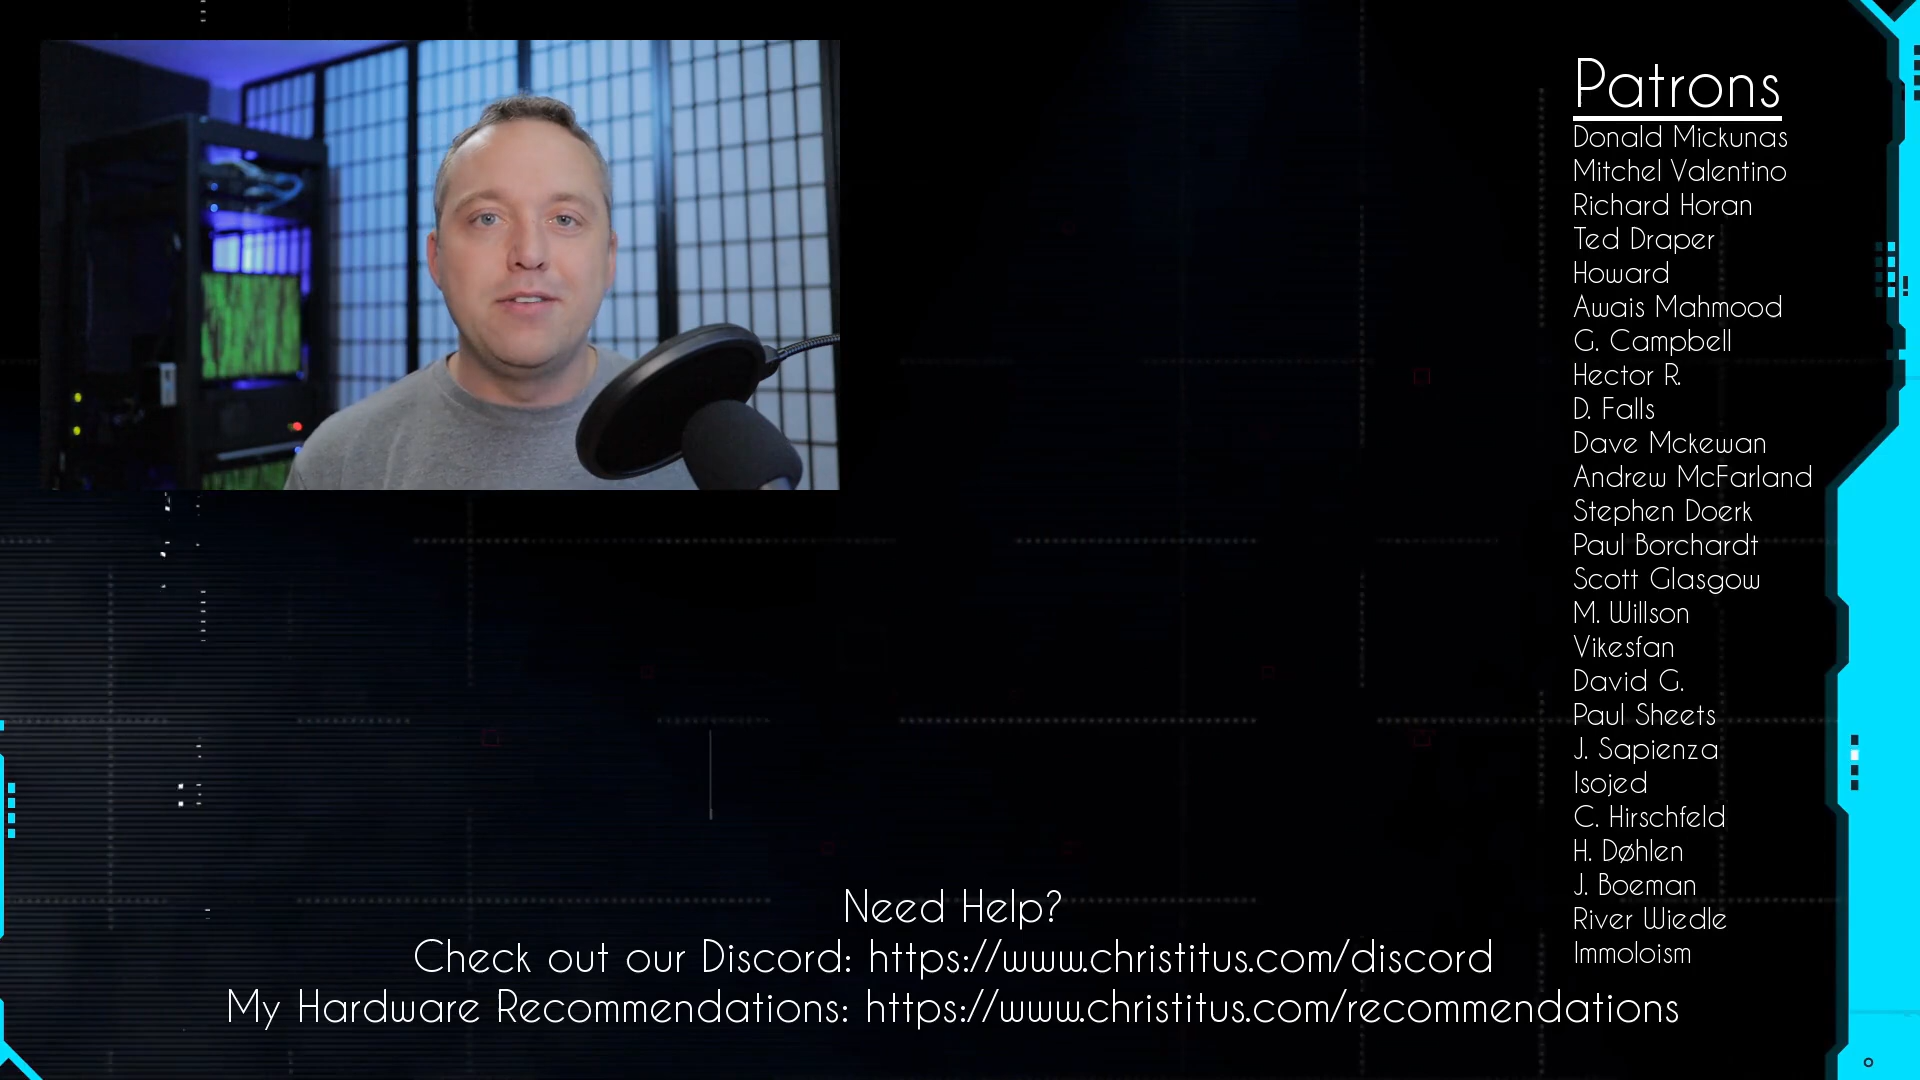 Patrons
Donald Mickunas
Mitchel Valentino
Richard Horan
Ted Draper
Howard
Awais Mahmood
G. Campbell
Hector R.
D. Falls
Dave Mckewan
Andrew McFarland
Stephen Doerk
Paul Borchardt
Scott Glasgow
M. Willson
Vikesfan
David G.
Paul Sheets
J. Sapienza
Isojed
C. Hirschfeld
H. Døhlen
J. Boeman
River Wiedle
Immoloism
Need Help?
Check out our Discord: https://www.christitus.com/discord
My Hardware Recommendations: https://www.christitus.com/recommendations